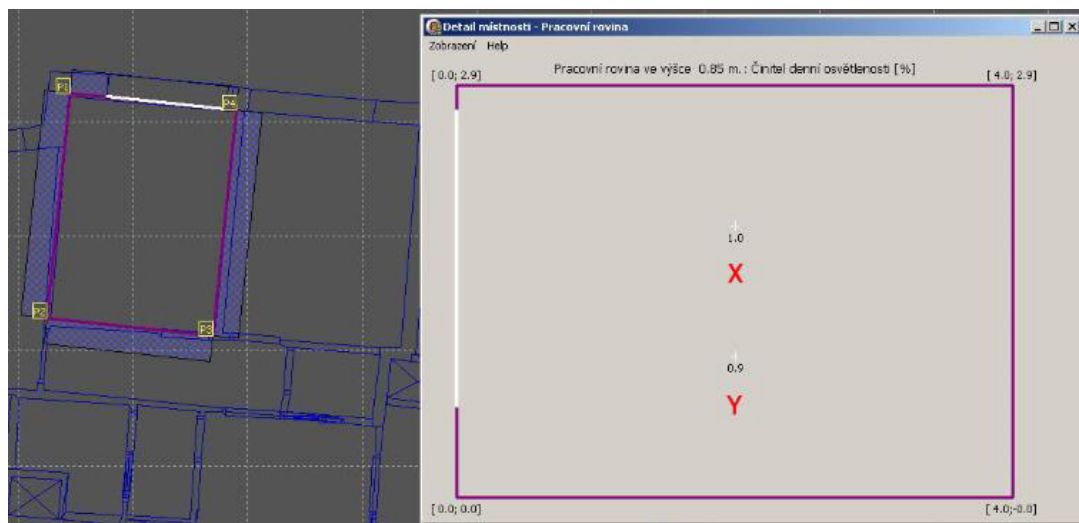 P1
P4
P2
P3
Detail místnosti - Pracovní rovina
Zobrazení Help
Pracovní rovina ve výšce 0.85 m. : Činitel denní osvětlenosti [%]
[ 0.0; 2.9]
[ 4.0; 2.9]
1.0
X
0.9
Y
[ 0.0; 0.0]
[ 4.0;-0.0]